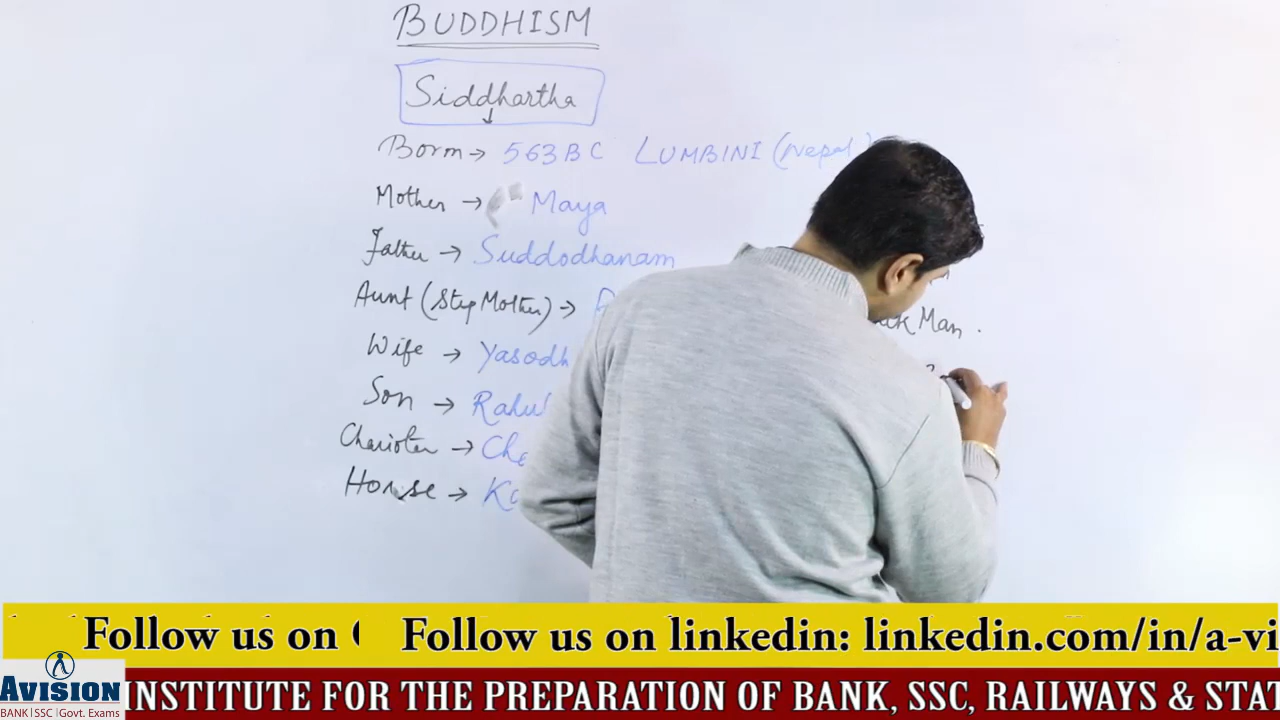 BUDDHISM
Siddhartha
Born → 563 BC LUMBINI (Nepal)
Mother → Maya
Father → Suddodhanam
Aunt (Step Mother) →
Wife → Yasodh
Son → Rahul
Charioter → Che
Horse → Ka
Man.
Follow us on Follow us on linkedin: linkedin.com/in/a-vi
AVISION
BANK|SSC|Govt. Exams
INSTITUTE FOR THE PREPARATION OF BANK, SSC, RAILWAYS & STAT